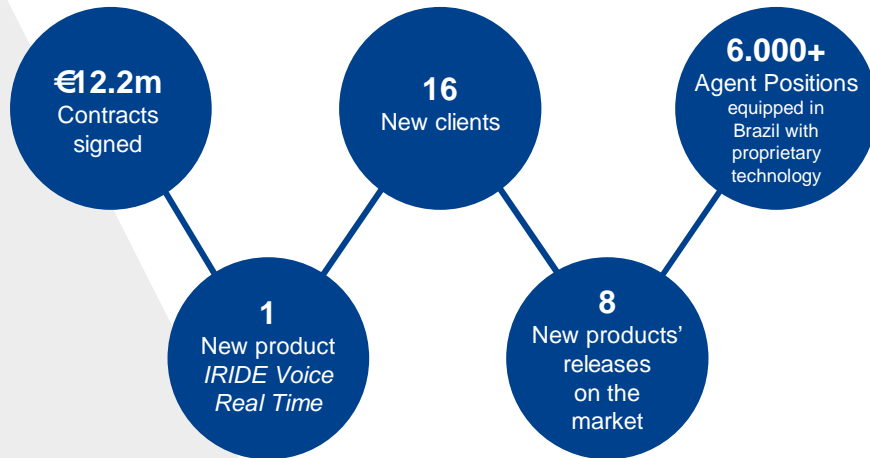 €12.2m
Contracts
signed
1
New product
IRIDE Voice
Real Time
16
New clients
8
New products’
releases
on the
market
6.000+
Agent Positions
equipped in
Brazil with
proprietary
technology